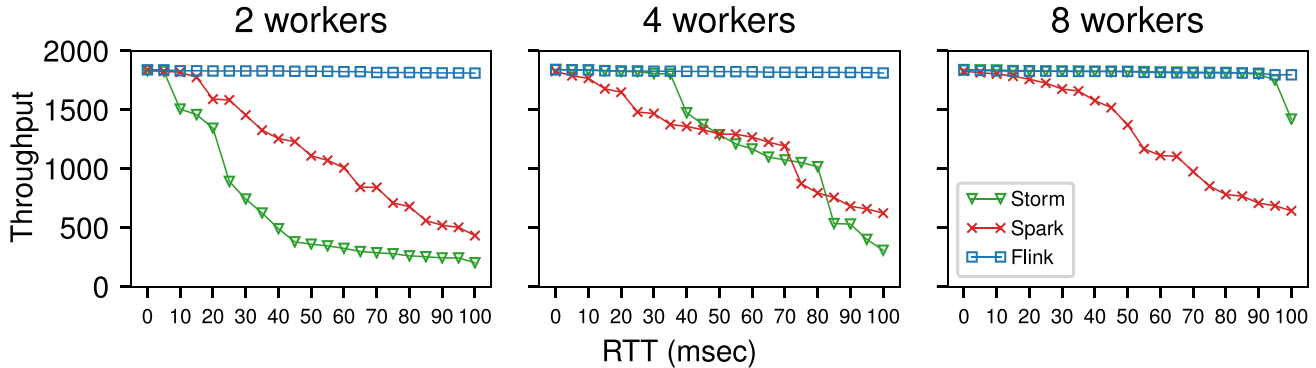 2 workers
4 workers
8 workers
Throughput
2000
1500
1000
500
0
0 10 20 30 40 50 60 70 80 90 100
0 10 20 30 40 50 60 70 80 90 100
0 10 20 30 40 50 60 70 80 90 100
Storm
Spark
Flink
RTT (msec)